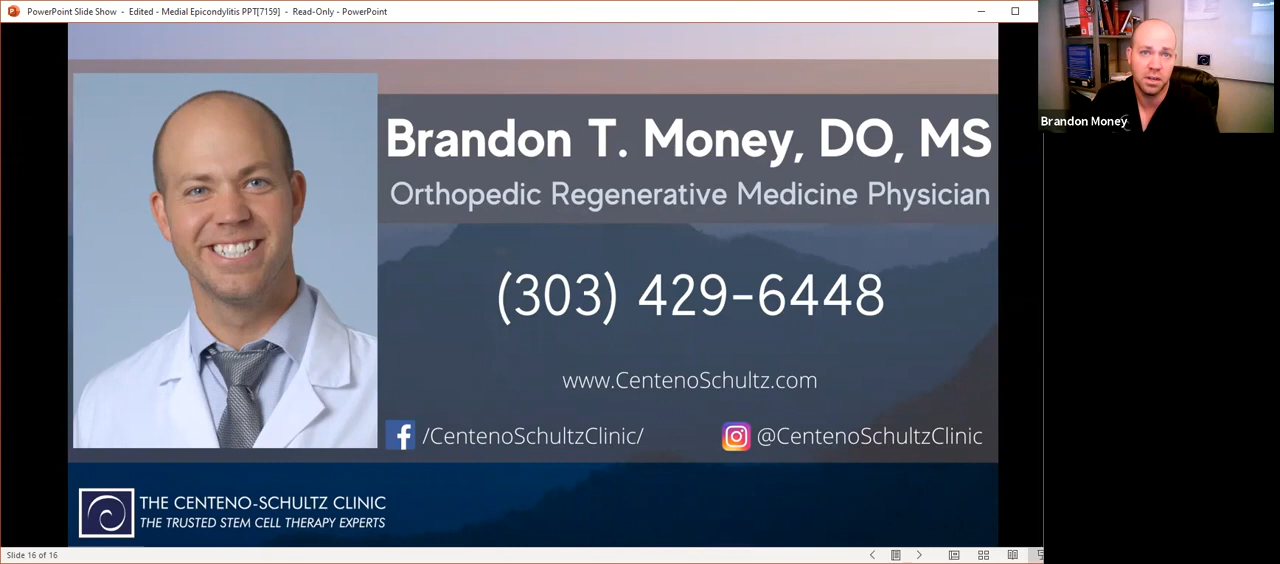 PowerPoint Slide Show - Edited - Medial Epicondylitis PPT[7159] - Read-Only - PowerPoint
Brandon Money
Brandon T. Money, DO, MS
Orthopedic Regenerative Medicine Physician
(303) 429-6448
www.CentenoSchultz.com
/CentenoSchultzClinic/
@CentenoSchultzClinic
THE CENTENO-SCHULTZ CLINIC
THE TRUSTED STEM CELL THERAPY EXPERTS
Slide 16 of 16